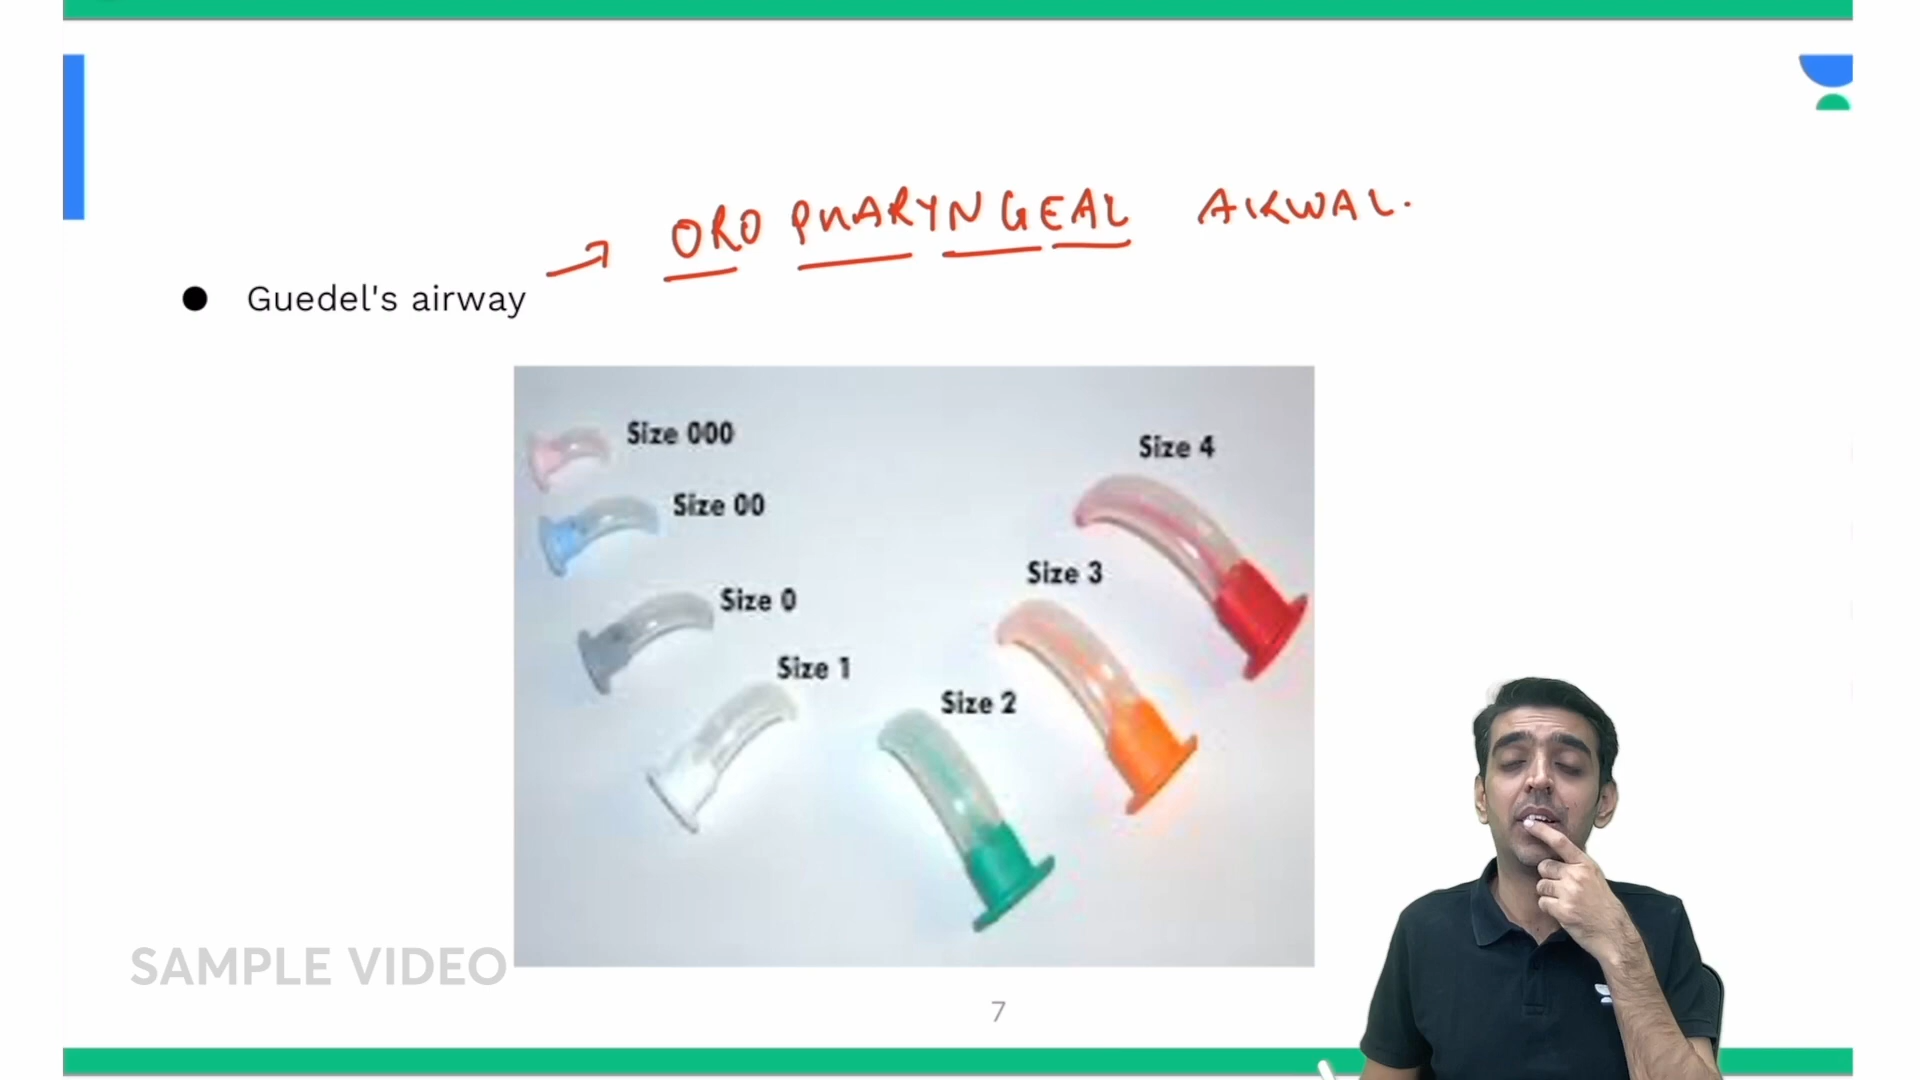 ORO PHARYNGEAL AIRWAY.
Guedel's airway
Size 000
Size 4
Size 00
Size 3
Size 0
Size 1
Size 2
SAMPLE VIDEO
7